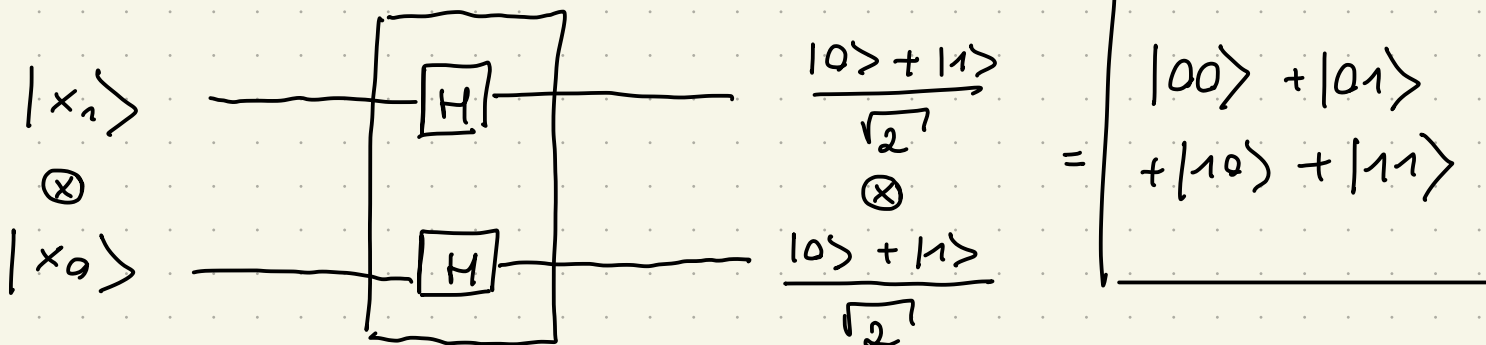 |x₁⟩ H |0⟩ + |1⟩
√2
⊗ ⊗
|x₀⟩ H |0⟩ + |1⟩
√2
= |00⟩ + |01⟩
+ |10⟩ + |11⟩